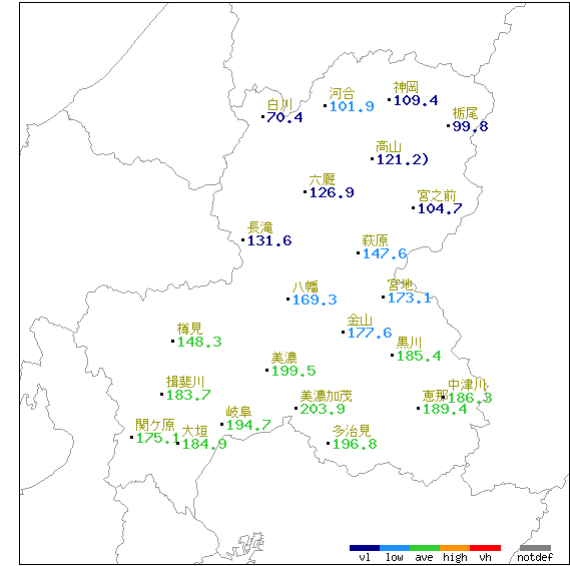 神岡
109.4
河合
101.9
白川
70.4
栃尾
99.8
高山
121.2)
六厩
126.9
宮之前
104.7
長滝
131.6
萩原
147.6
八幡
169.3
宮地
173.1
金山
177.6
樽見
148.3
黒川
185.4
美濃
199.5
揖斐川
183.7
中津川
186.3
恵那
189.4
美濃加茂
203.9
岐阜
194.7
関ケ原
175.1
大垣
184.9
多治見
196.8
vl low ave high vh notdef